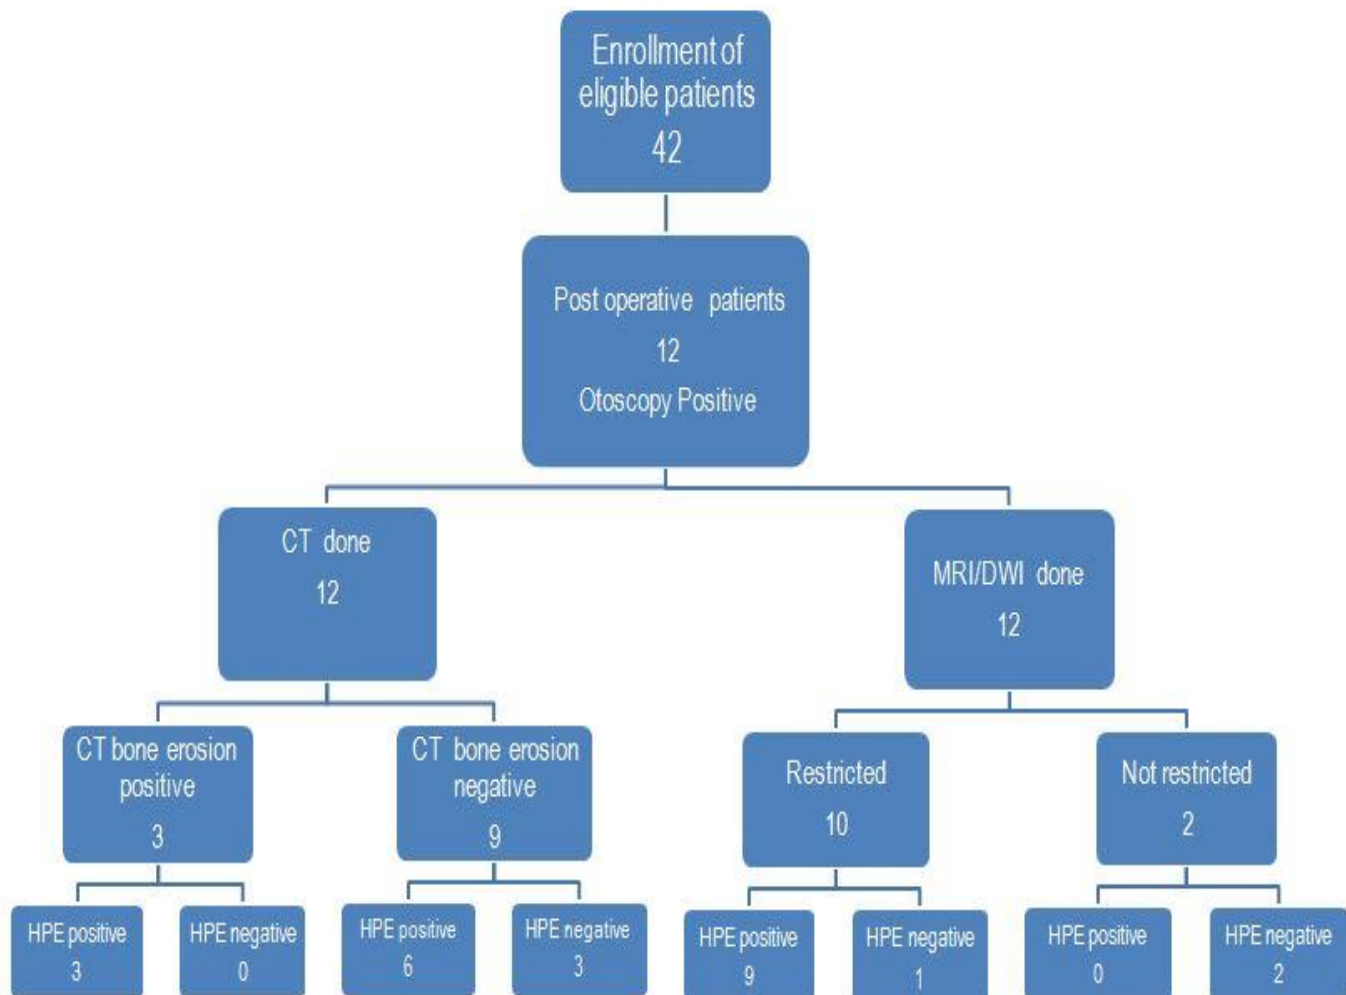 Enrollment of
eligible patients
42
Post operative patients
12
Otoscopy Positive
CT done
12
MRI/DWI done
12
CT bone erosion
positive
3
CT bone erosion
negative
9
Restricted
10
Not restricted
2
HPE positive
3
HPE negative
0
HPE positive
6
HPE negative
3
HPE positive
9
HPE negative
1
HPE positive
0
HPE negative
2